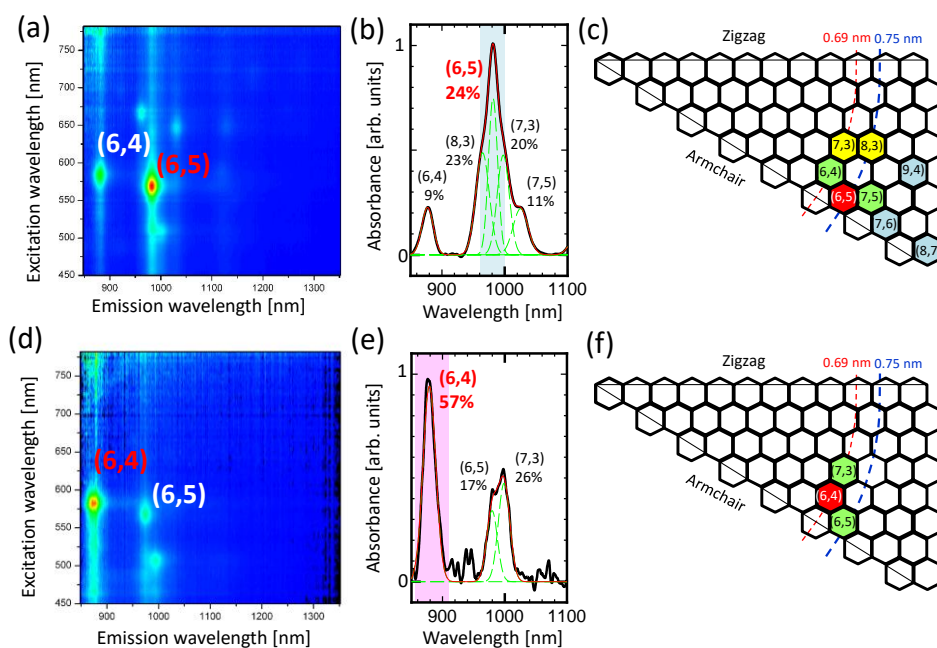 (a)
Excitation wavelength [nm]
750
700
650
600
550
500
450
(6,4)
(6,5)
900
1000
1100
1200
1300
Emission wavelength [nm]
(b)
Absorbance [arb. units]
1
0
(6,5)
24%
(8,3)
23%
(7,3)
20%
(6,4)
9%
(7,5)
11%
900
1000
1100
Wavelength [nm]
(c)
0.69 nm
0.75 nm
Zigzag
Armchair
(7,3)
(8,3)
(6,4)
9,4)
(6,5)
(7,5)
(7,6)
(8,7
(d)
Excitation wavelength [nm]
750
700
650
600
550
500
450
(6,4)
(6,5)
900
1000
1100
1200
1300
Emission wavelength [nm]
(e)
Absorbance [arb. units]
1
0
(6,4)
57%
(6,5)
17%
(7,3)
26%
900
1000
1100
Wavelength [nm]
(f)
0.69 nm
0.75 nm
Zigzag
Armchair
(7,3)
(6,4)
(6,5)